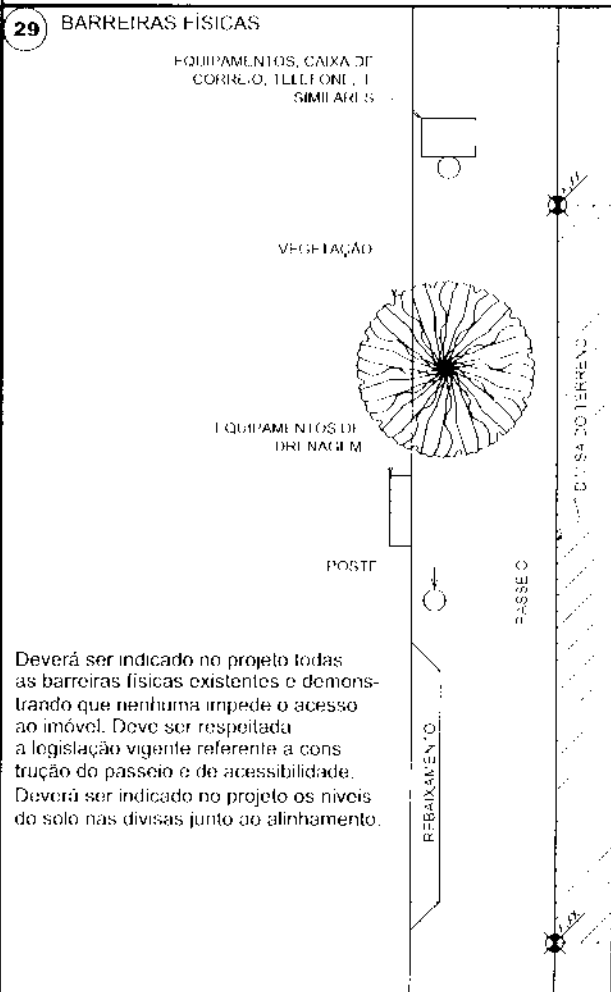 29 BARREIRAS FÍSICAS
EQUIPAMENTOS, CAIXA DE
CORREIO, TELEFONE, E
SIMILARES
VEGETAÇÃO
DIVISA DO TERRENO
EQUIPAMENTOS DE
DRENAGEM
POSTE
PASSEIO
Deverá ser indicado no projeto todas
as barreiras físicas existentes e demons-
trando que nenhuma impede o acesso
ao imóvel. Deve ser respeitada
a legislação vigente referente a cons
trução do passeio e de acessibilidade.
Deverá ser indicado no projeto os níveis
do solo nas divisas junto ao alinhamento.
REBAIXAMENTO